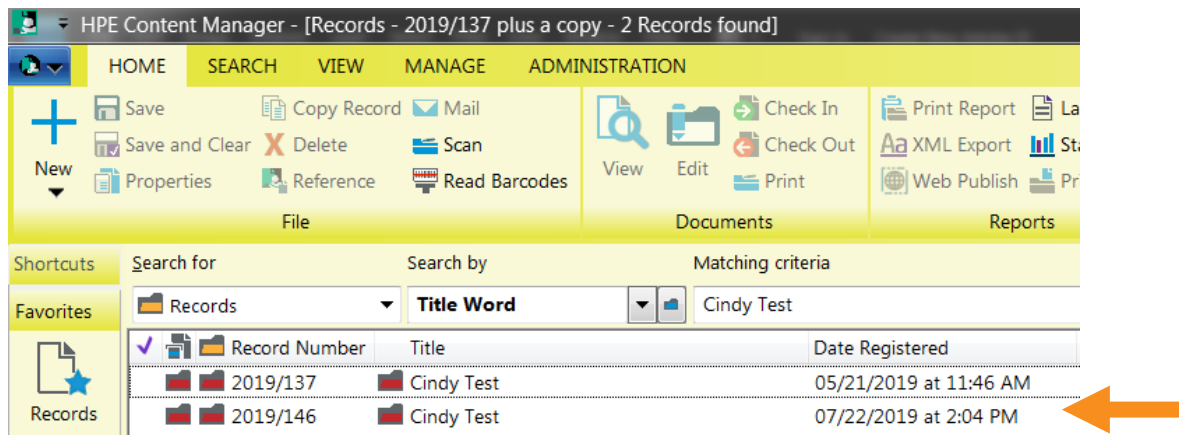 HPE Content Manager - [Records - 2019/137 plus a copy - 2 Records found]
HOME SEARCH VIEW MANAGE ADMINISTRATION
Save Copy Record Mail Check In Print Report La
Save and Clear Delete Scan Check Out Aa XML Export Sta
New Properties Reference Read Barcodes View Edit Print Web Publish Pri
File Documents Reports
Shortcuts Search for Search by Matching criteria
Favorites Records Title Word Cindy Test
Record Number Title Date Registered
2019/137 Cindy Test 05/21/2019 at 11:46 AM
Records 2019/146 Cindy Test 07/22/2019 at 2:04 PM